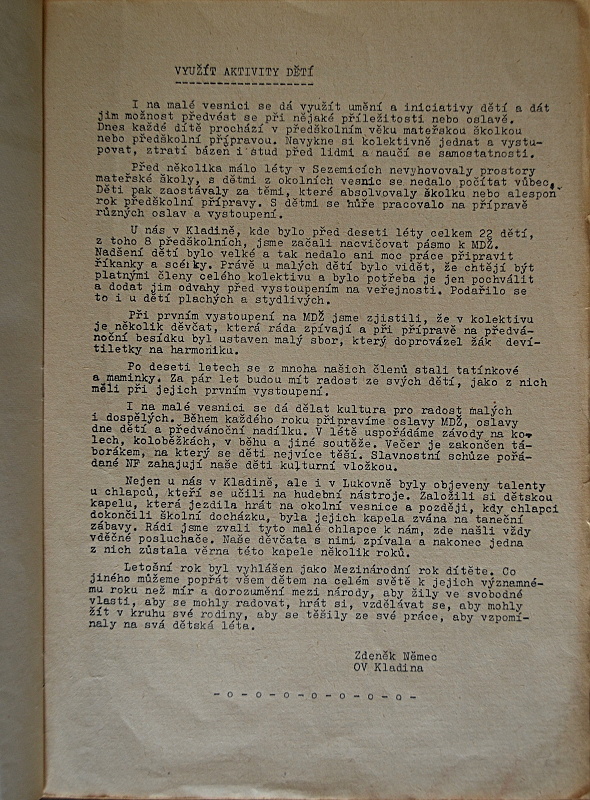 VYUŽÍT AKTIVITY DĚTÍ
I na malé vesnici se dá využít umění a iniciativy dětí a dát
jim možnost předvést se při nějaké příležitosti nebo oslavě.
Dnes každé dítě prochází v předškolním věku mateřskou školkou
nebo předškolní přípravou. Navykne si kolektivně jednat a vystu-
povat, ztratí bázeň i stud před lidmi a naučí se samostatnosti.
Před několika málo léty v Sezemicích nevyhovovaly prostory
mateřské školy, s dětmi z okolních vesnic se nedalo počítat vůbec.
Děti pak zaostávaly za těmi, které absolvovaly školku nebo alespoň
rok předškolní přípravy. S dětmi se hůře pracovalo na přípravě
různých oslav a vystoupení.
U nás v Kladině, kde bylo před deseti léty celkem 22 dětí,
z toho 8 předškolních, jsme začali nacvičovat pásmo k MDŽ.
Nadšení dětí bylo velké a tak nedalo ani moc práce připravit
říkanky a scénky. Právě u malých dětí bylo vidět, že chtějí být
platnými členy celého kolektivu a bylo potřeba je jen pochválit
a dodat jim odvahy před vystoupením na veřejnosti. Podařilo se
to i u dětí plachých a stydlivých.
Při prvním vystoupení na MDŽ jsme zjistili, že v kolektivu
je několik děvčat, která ráda zpívají a při přípravě na předvá-
noční besídku byl ustaven malý sbor, který doprovázel žák deví-
tiletky na harmoniku.
Po deseti letech se z mnoha našich členů stali tatínkové
a maminky. Za pár let budou mít radost ze svých dětí, jako z nich
měli při jejich prvním vystoupení.
I na malé vesnici se dá dělat kultura pro radost malých
i dospělých. Během každého roku připravíme oslavy MDŽ, oslavy
dne dětí a předvánoční nadílku. V létě uspořádáme závody na ko-
lech, koloběžkách, v běhu a jiné soutěže. Večer je zakončen tá-
borákem, na který se děti nejvíce těší. Slavnostní schůze pořá-
dané NF zahajují naše děti kulturní vložkou.
Nejen u nás v Kladině, ale i v Lukovně byly objeveny talenty
u chlapců, kteří se učili na hudební nástroje. Založili si dětskou
kapelu, která jezdila hrát na okolní vesnice a později, kdy chlapci
dokončili školní docházku, byla jejich kapela zvána na taneční
zábavy. Rádi jsme zvali tyto malé chlapce k nám, zde našli vždy
vděčné posluchače. Naše děvčata s nimi zpívala a nakonec jedna
z nich zůstala věrna této kapele několik roků.
Letošní rok byl vyhlášen jako Mezinárodní rok dítěte. Co
jiného můžeme popřát všem dětem na celém světě k jejich významné-
mu roku než mír a dorozumění mezi národy, aby žily ve svobodné
vlasti, aby se mohly radovat, hrát si, vzdělávat se, aby mohly
žít v kruhu své rodiny, aby se těšily ze své práce, aby vzpomí-
naly na svá dětská léta.
Zdeněk Němec
OV Kladina
-o-o-o-o-o-o-o-o-